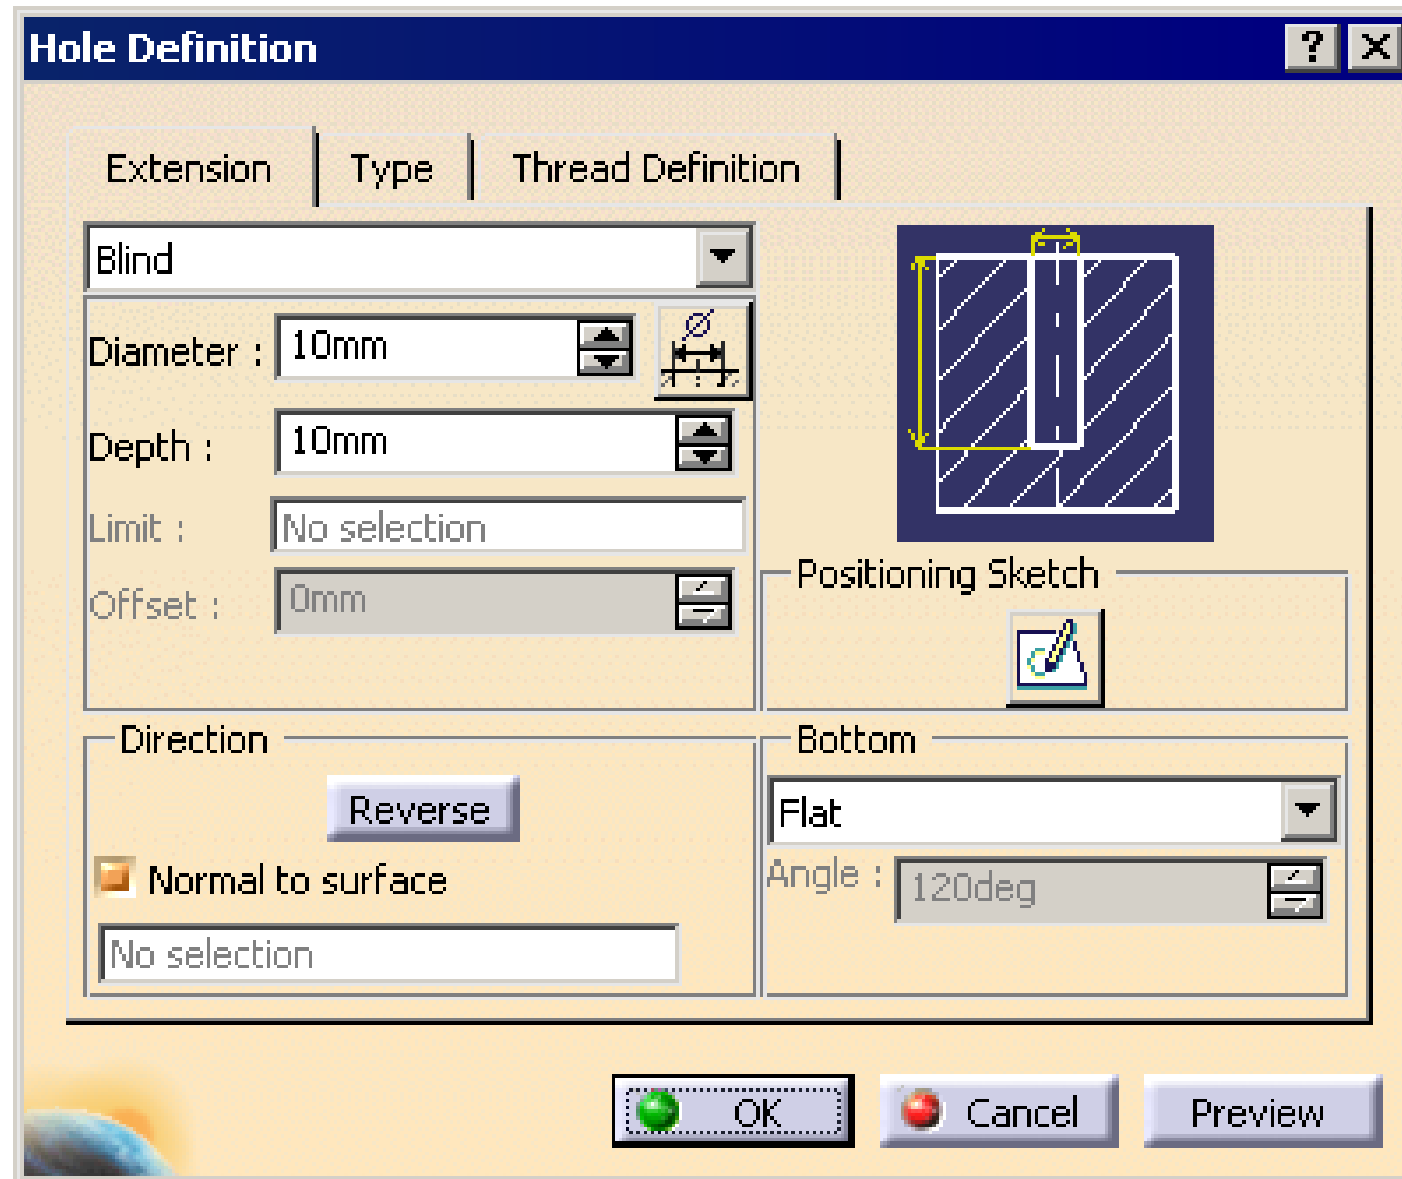 Hole Definition
Extension
Type
Thread Definition
Blind
Diameter :
10mm
Depth :
10mm
Limit :
No selection
Offset :
0mm
Positioning Sketch
Direction
Reverse
Normal to surface
No selection
Bottom
Flat
Angle :
120deg
OK
Cancel
Preview